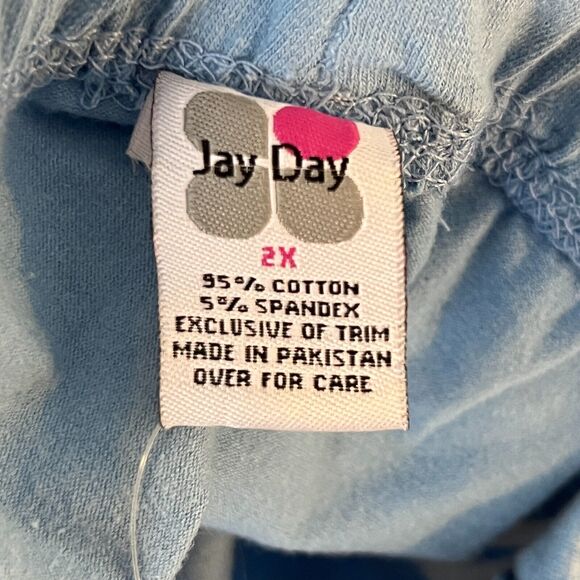 Jay Day
2X
95% COTTON
5% SPANDEX
EXCLUSIVE OF TRIM
MADE IN PAKISTAN
OVER FOR CARE